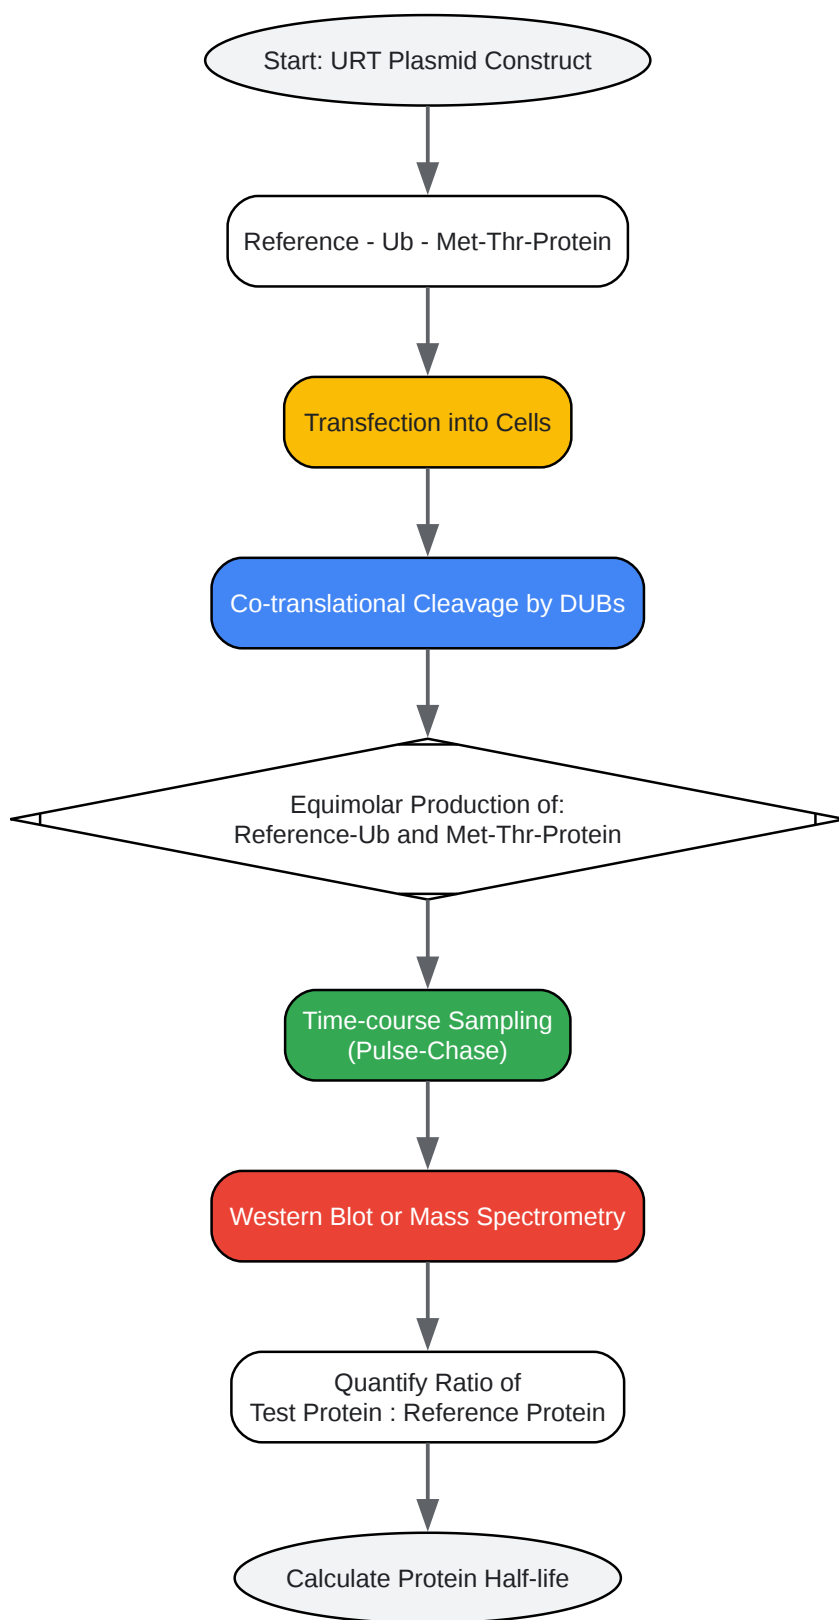 Start: URT Plasmid Construct
Reference - Ub - Met-Thr-Protein
Transfection into Cells
Co-translational Cleavage by DUBs
Equimolar Production of:
Reference-Ub and Met-Thr-Protein
Time-course Sampling
(Pulse-Chase)
Western Blot or Mass Spectrometry
Quantify Ratio of
Test Protein : Reference Protein
Calculate Protein Half-life